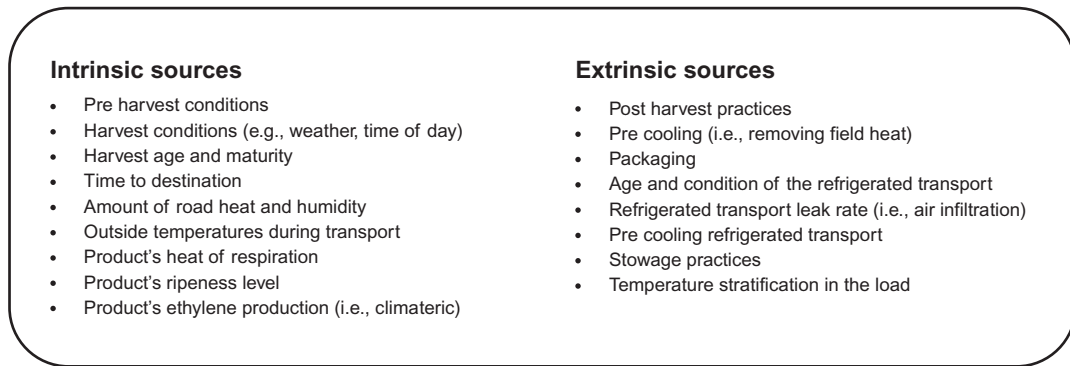 Intrinsic sources
• Pre harvest conditions
• Harvest conditions (e.g., weather, time of day)
• Harvest age and maturity
• Time to destination
• Amount of road heat and humidity
• Outside temperatures during transport
• Product's heat of respiration
• Product's ripeness level
• Product's ethylene production (i.e., climateric)
Extrinsic sources
• Post harvest practices
• Pre cooling (i.e., removing field heat)
• Packaging
• Age and condition of the refrigerated transport
• Refrigerated transport leak rate (i.e., air infiltration)
• Pre cooling refrigerated transport
• Stowage practices
• Temperature stratification in the load